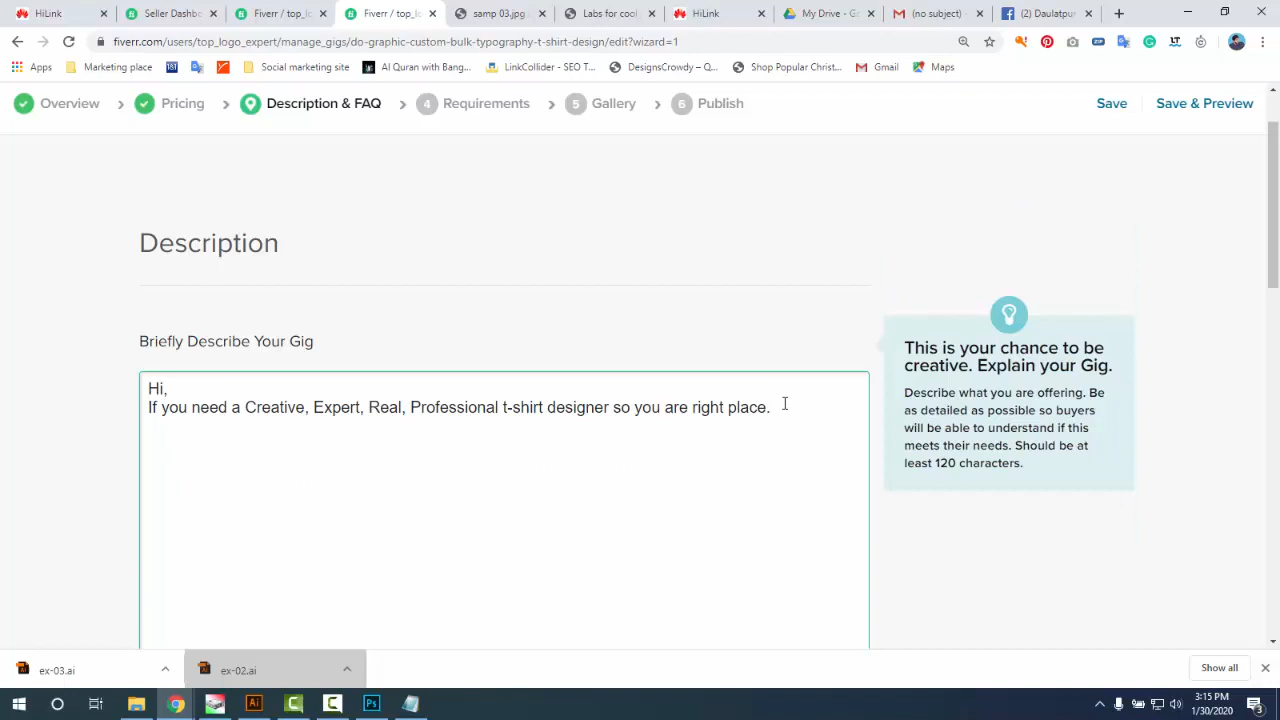 HiLink
Seller Dashbo
Fiverr / top_lo
Fiverr / top_lo
samp 03.jpg
Labs for cool
HiLink
My Drive - Go
(no subject)
(2) Daulatpur
fiverr.com/users/top_logo_expert/manage_gigs/do-graphic-custom-bulk-typography-t-shirt-design/edit?wizard=1
Apps
Marketing place
Social marketing site
AI Quran with Bang...
LinkCollider - SEO T...
DesignsCrowdy – Q...
Shop Popular Christ...
Gmail
Maps
Overview
Pricing
Description & FAQ
4 Requirements
5 Gallery
6 Publish
Save
Save & Preview
Description
Briefly Describe Your Gig
Hi,
If you need a Creative, Expert, Real, Professional t-shirt designer so you are right place.
This is your chance to be
creative. Explain your Gig.
Describe what you are offering. Be
as detailed as possible so buyers
will be able to understand if this
meets their needs. Should be at
least 120 characters.
ex-03.ai
ex-02.ai
Show all
3:15 PM
1/30/2020